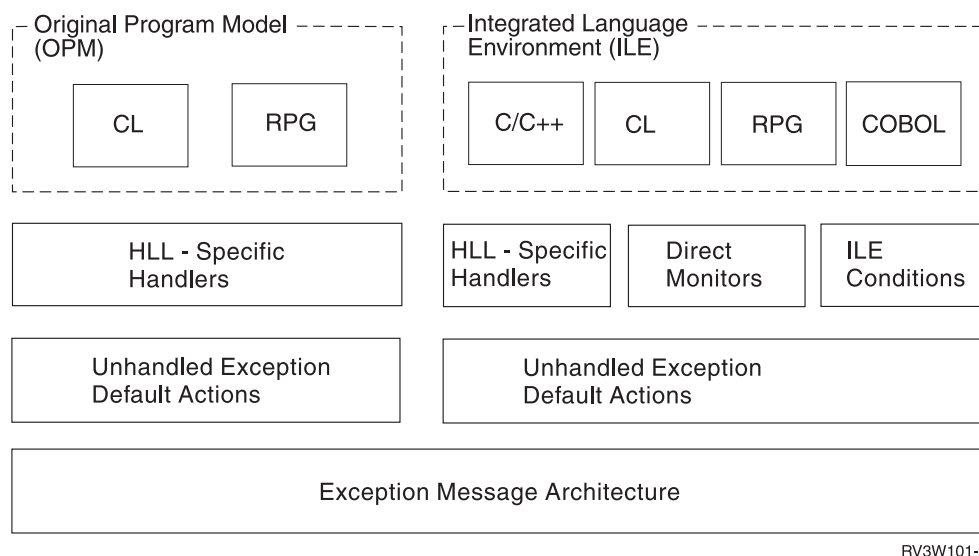 Original Program Model
(OPM)
Integrated Language
Environment (ILE)
CL
RPG
C/C++
CL
RPG
COBOL
HLL - Specific
Handlers
HLL - Specific
Handlers
Direct
Monitors
ILE
Conditions
Unhandled Exception
Default Actions
Unhandled Exception
Default Actions
Exception Message Architecture
RV3W101-